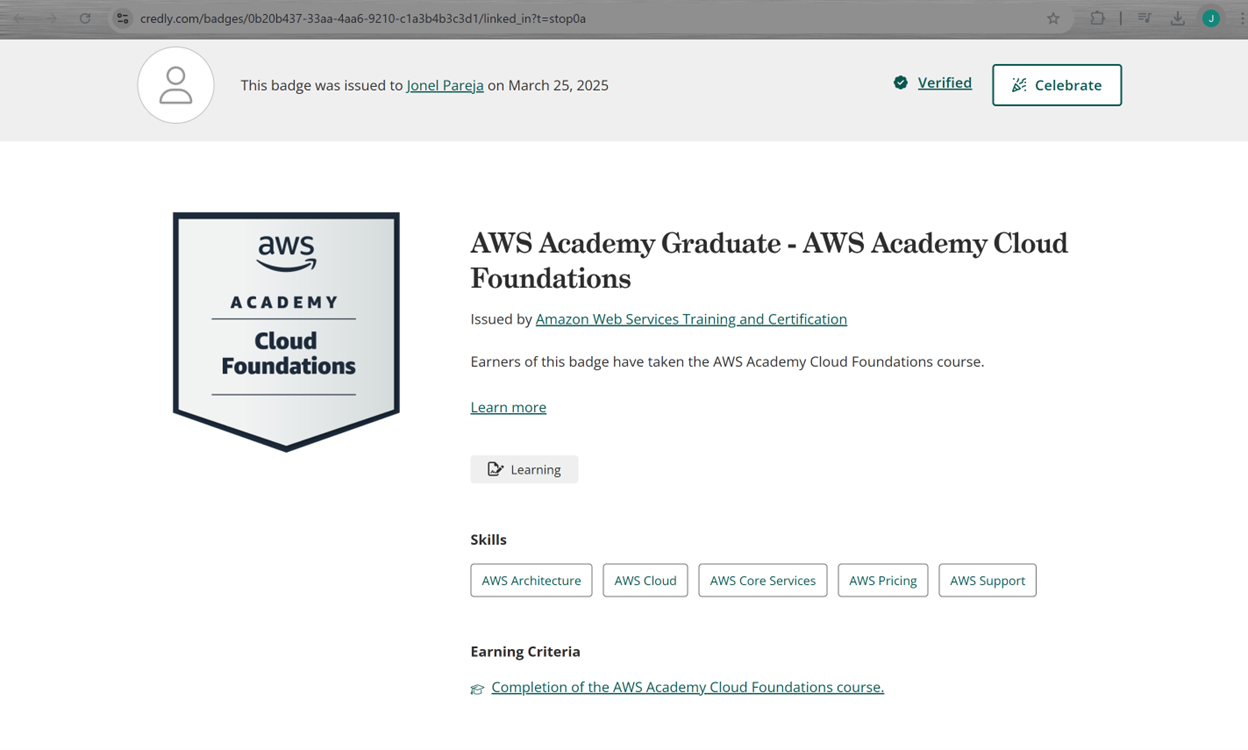 credly.com/badges/0b20b437-33aa-4aa6-9210-c1a3b4b3c3d1/linked_in?t=stop0a
J
This badge was issued to Jonel Pareja on March 25, 2025
Verified
Celebrate
aws
ACADEMY
Cloud
Foundations
AWS Academy Graduate - AWS Academy Cloud
Foundations
Issued by Amazon Web Services Training and Certification
Earners of this badge have taken the AWS Academy Cloud Foundations course.
Learn more
Learning
Skills
AWS Architecture
AWS Cloud
AWS Core Services
AWS Pricing
AWS Support
Earning Criteria
Completion of the AWS Academy Cloud Foundations course.